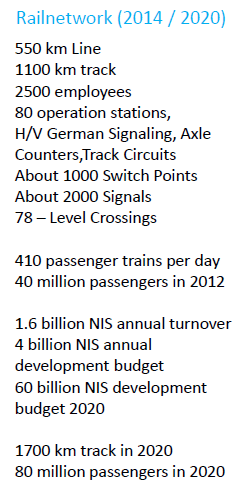 Railnetwork (2014 / 2020)
550 km Line
1100 km track
2500 employees
80 operation stations,
H/V German Signaling, Axle
Counters,Track Circuits
About 1000 Switch Points
About 2000 Signals
78 – Level Crossings
410 passenger trains per day
40 million passengers in 2012
1.6 billion NIS annual turnover
4 billion NIS annual
development budget
60 billion NIS development
budget 2020
1700 km track in 2020
80 million passengers in 2020